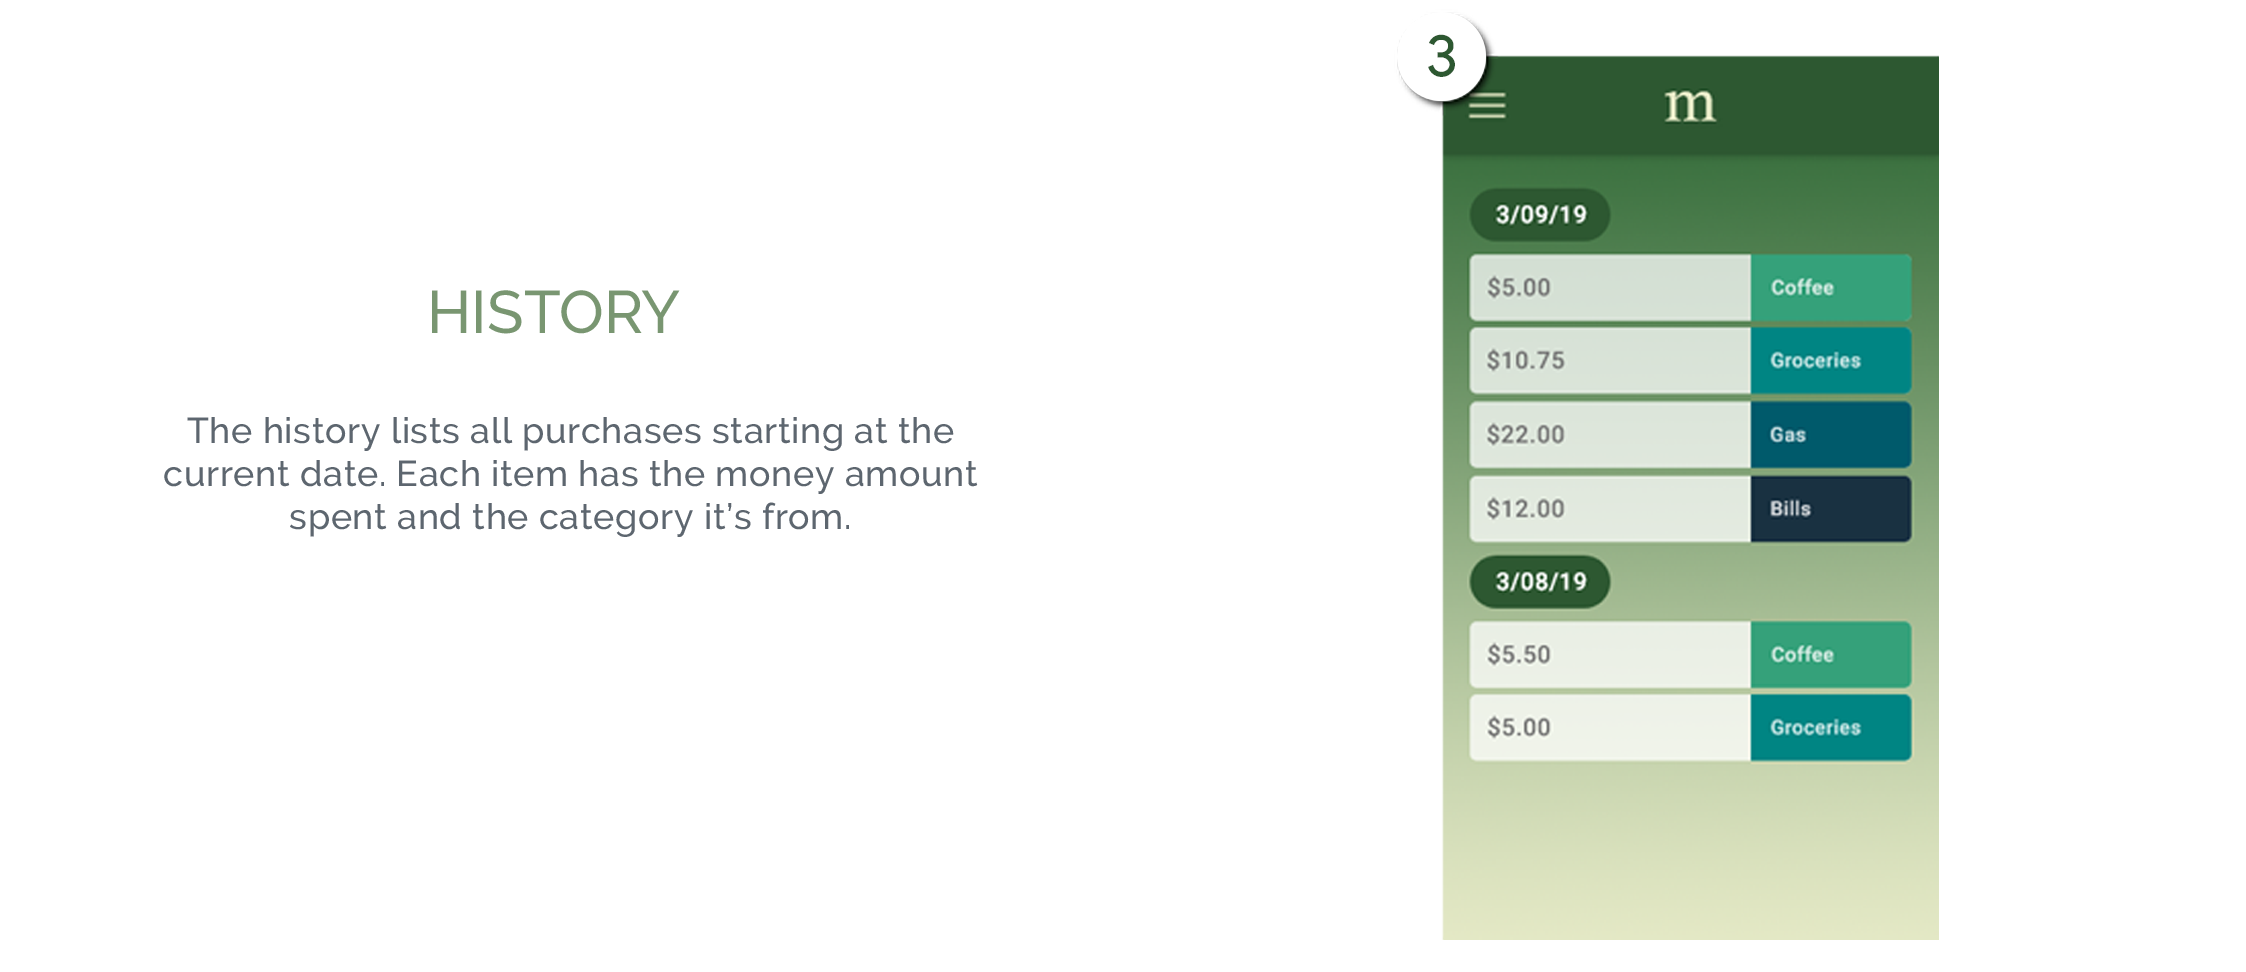 HISTORY
The history lists all purchases starting at the
current date. Each item has the money amount
spent and the category it's from.
3
m
3/09/19
$5.00 Coffee
$10.75 Groceries
$22.00 Gas
$12.00 Bills
3/08/19
$5.50 Coffee
$5.00 Groceries